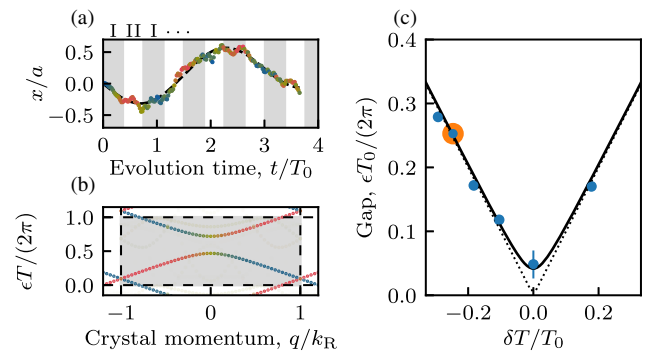 (a)
I II I . . .
x/a
0.5
0.0
−0.5
0 1 2 3 4
Evolution time, t/T₀
(b)
ϵT/(2π)
1.0
0.5
0.0
−1 0 1
Crystal momentum, q/k_R
(c)
Gap, ϵT₀/(2π)
0.4
0.3
0.2
0.1
0.0
−0.2 0.0 0.2
δT/T₀